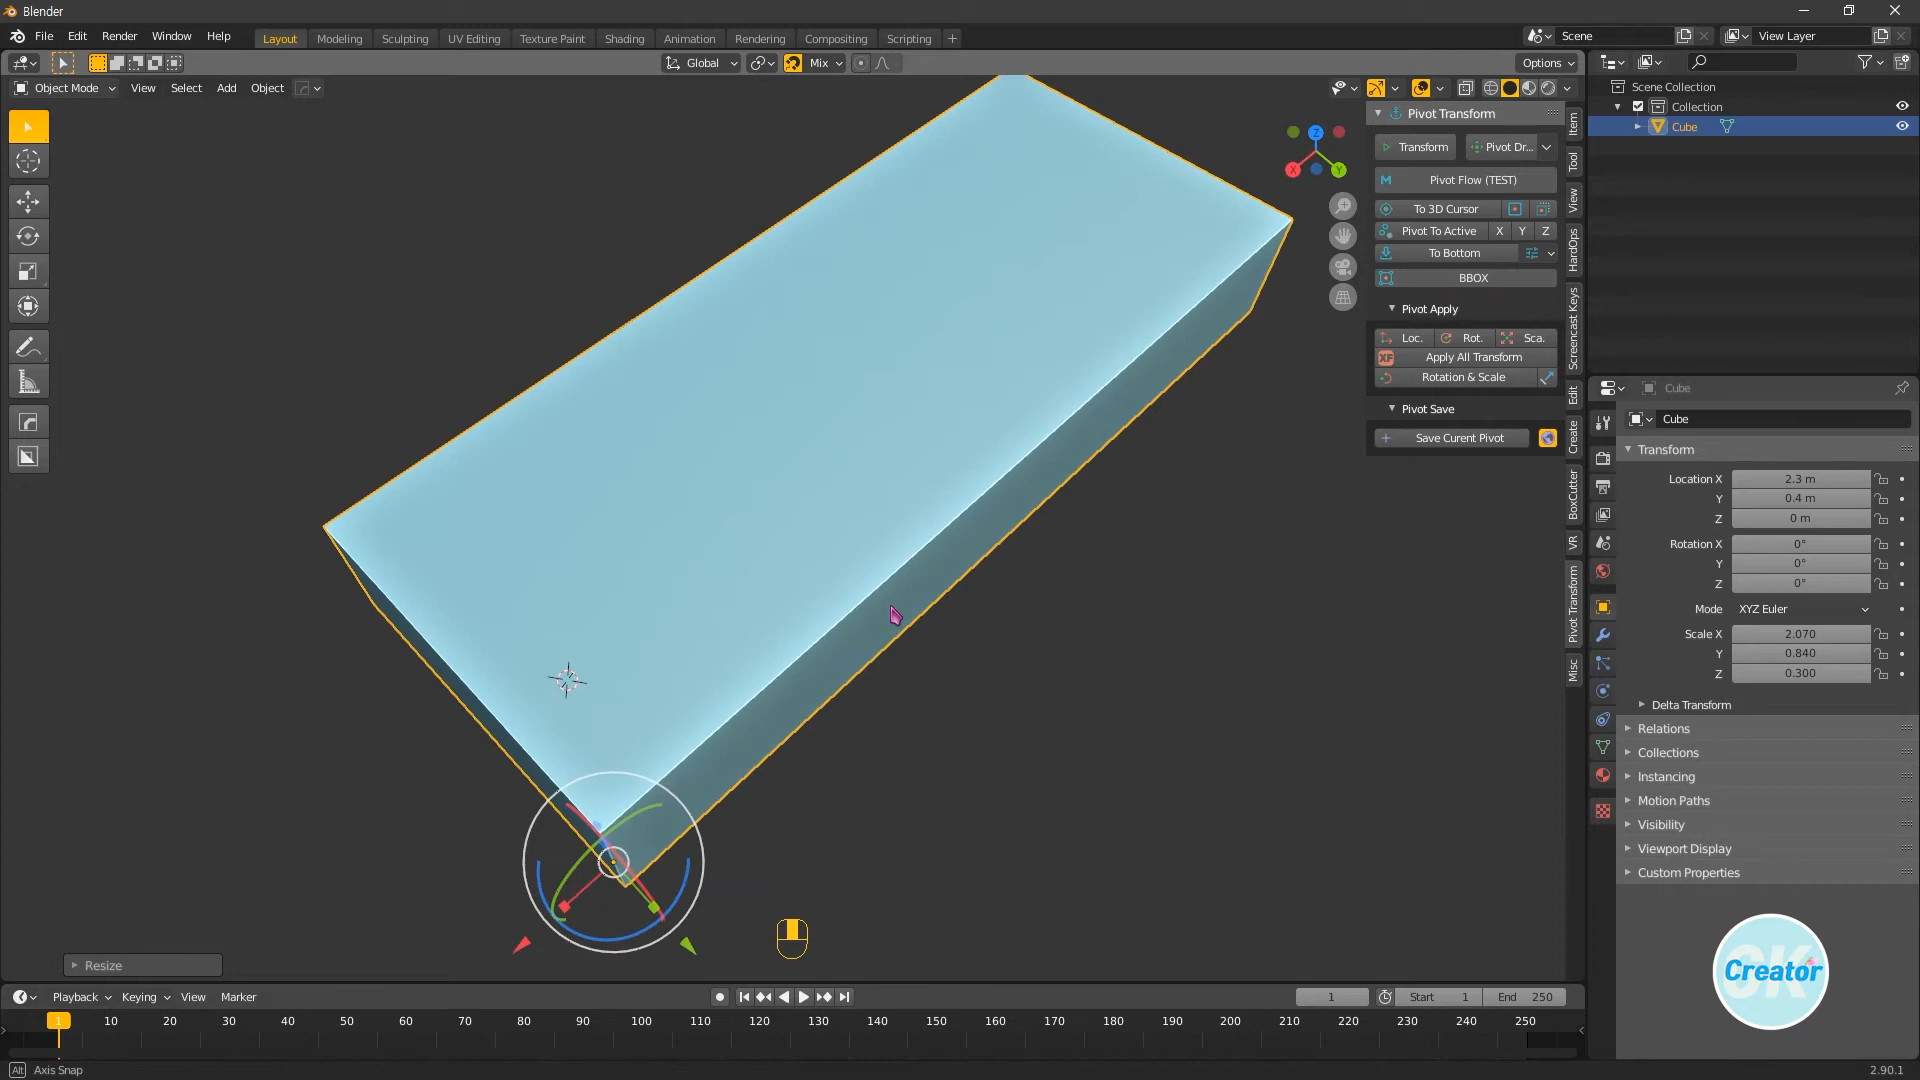 Blender
File Edit Render Window Help
Layout Modeling Sculpting UV Editing Texture Paint Shading Animation Rendering Compositing Scripting +
Scene
View Layer
Global
Mix
Options
Object Mode View Select Add Object
Scene Collection
Collection
Cube
Pivot Transform
Transform Pivot Dr...
Pivot Flow (TEST)
To 3D Cursor
Pivot To Active X Y Z
To Bottom
BBOX
Pivot Apply
Loc. Rot. Sca.
Apply All Transform
Rotation & Scale
Pivot Save
Save Curent Pivot
Z
X
Y
Item
Tool
View
HardOps
Screencast Keys
Edit
Create
BoxCutter
VR
Pivot Transform
Misc
Cube
Cube
Transform
Location X 2.3 m
Y 0.4 m
Z 0 m
Rotation X 0°
Y 0°
Z 0°
Mode XYZ Euler
Scale X 2.070
Y 0.840
Z 0.300
Delta Transform
Relations
Collections
Instancing
Motion Paths
Visibility
Viewport Display
Custom Properties
CK
Creator
Resize
Playback Keying View Marker
1
Start 1
End 250
1 10 20 30 40 50 60 70 80 90 100 110 120 130 140 150 160 170 180 190 200 210 220 230 240 250
Alt Axis Snap
2.90.1